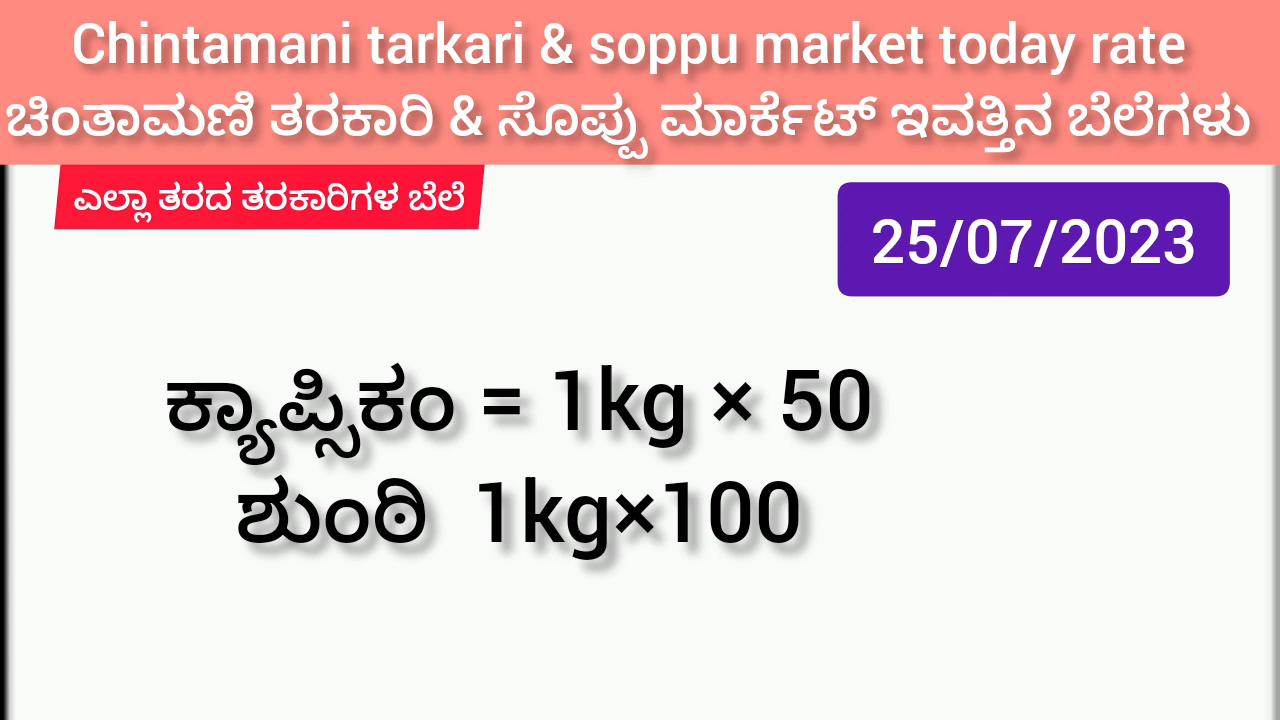 Chintamani tarkari & soppu market today rate
ಚಿಂತಾಮಣಿ ತರಕಾರಿ & ಸೊಪ್ಪು ಮಾರ್ಕೆಟ್ ಇವತ್ತಿನ ಬೆಲೆಗಳು
ಎಲ್ಲಾ ತರದ ತರಕಾರಿಗಳ ಬೆಲೆ
25/07/2023
ಕ್ಯಾಪ್ಸಿಕಂ = 1kg × 50
ಶುಂಠಿ 1kg×100